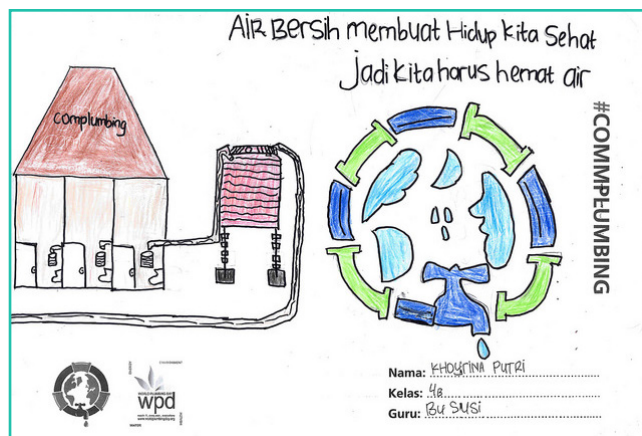 AiR BeRsih membuat Hidup kita Sehat
jadi kita harus hemat air
Complumbing
#COMMPLUMBING
wpd
Nama: KHOYRINA PUTRI
Kelas: 4B
Guru: BU SUSI